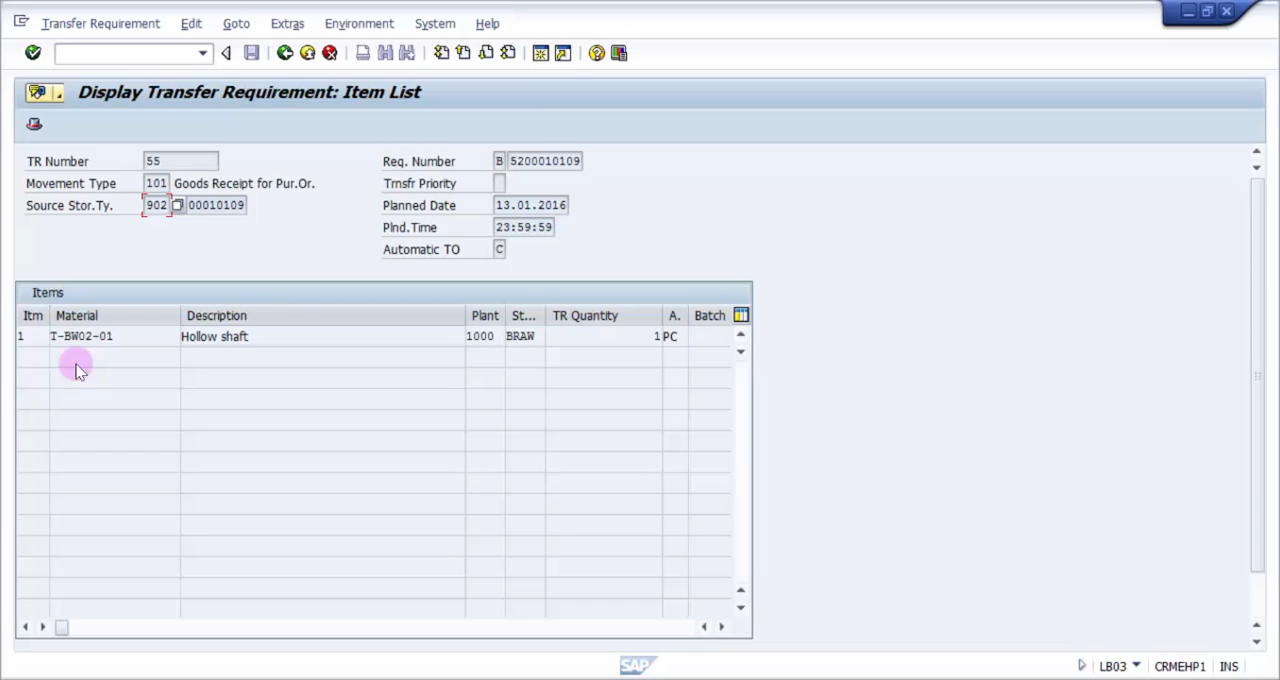 Transfer Requirement Edit Goto Extras Environment System Help
Display Transfer Requirement: Item List
TR Number 55 Req. Number B 5200010109
Movement Type 101 Goods Receipt for Pur.Or. Trnsfr Priority
Source Stor.Ty. 902 00010109 Planned Date 13.01.2016
Plnd.Time 23:59:59
Automatic TO C
Items
Itm Material Description Plant St... TR Quantity A. Batch
1 T-BW02-01 Hollow shaft 1000 BRAW 1 PC
SAP LB03 CRMEHP1 INS